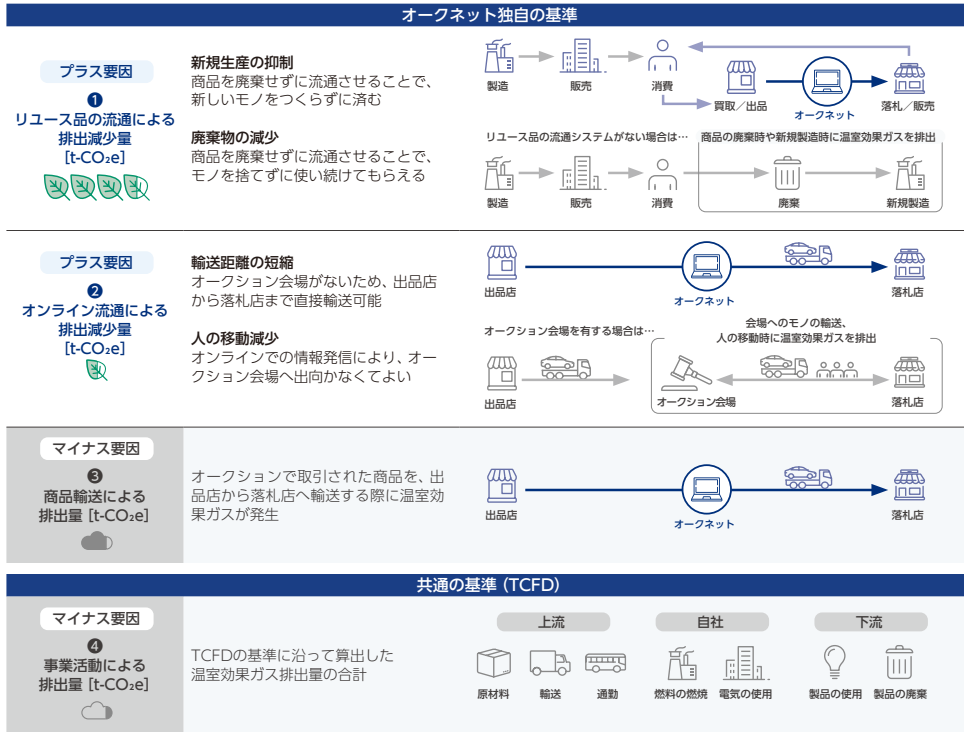 オークネット独自の基準
プラス要因
❶
リユース品の流通による
排出減少量
[t-CO₂e]
新規生産の抑制
商品を廃棄せずに流通させることで、
新しいモノをつくらずに済む
廃棄物の減少
商品を廃棄せずに流通させることで、
モノを捨てずに使い続けてもらえる
製造
販売
消費
買取／出品
オークネット
落札／販売
リユース品の流通システムがない場合は…
商品の廃棄時や新規製造時に温室効果ガスを排出
製造
販売
消費
廃棄
新規製造
プラス要因
❷
オンライン流通による
排出減少量
[t-CO₂e]
輸送距離の短縮
オークション会場がないため、出品店
から落札店まで直接輸送可能
人の移動減少
オンラインでの情報発信により、オー
クション会場へ出向かなくてよい
出品店
オークネット
落札店
オークション会場を有する場合は…
会場へのモノの輸送、
人の移動時に温室効果ガスを排出
出品店
オークション会場
落札店
マイナス要因
❸
商品輸送による
排出量 [t-CO₂e]
オークションで取引された商品を、出
品店から落札店へ輸送する際に温室効
果ガスが発生
出品店
オークネット
落札店
共通の基準（TCFD）
マイナス要因
❹
事業活動による
排出量 [t-CO₂e]
TCFDの基準に沿って算出した
温室効果ガス排出量の合計
上流
自社
下流
原材料
輸送
通勤
燃料の燃焼
電気の使用
製品の使用
製品の廃棄